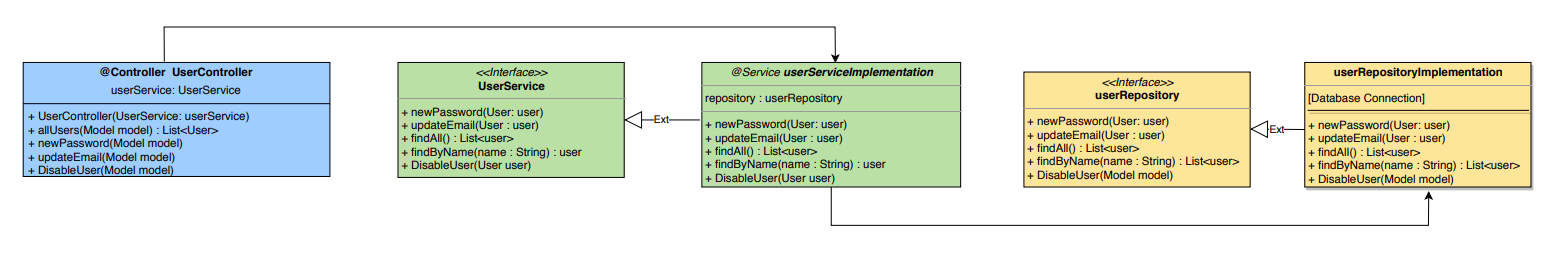 @Controller  UserController
userService: UserService
+ UserController(UserService: userService)
+ allUsers(Model model) : List<User>
+ newPassword(Model model)
+ updateEmail(Model model)
+ DisableUser(Model model)
<<Interface>>
UserService
+ newPassword(User: user)
+ updateEmail(User : user)
+ findAll() : List<user>
+ findByName(name : String) : user
+ DisableUser(User user)
Ext
@Service userServiceImplementation
repository : userRepository
+ newPassword(User: user)
+ updateEmail(User : user)
+ findAll() : List<user>
+ findByName(name : String) : user
+ DisableUser(User user)
<<Interface>>
userRepository
+ newPassword(User: user)
+ updateEmail(User : user)
+ findAll() : List<user>
+ findByName(name : String) : List<user>
+ DisableUser(Model model)
Ext
userRepositoryImplementation
[Database Connection]
+ newPassword(User: user)
+ updateEmail(User : user)
+ findAll() : List<user>
+ findByName(name : String) : List<user>
+ DisableUser(Model model)